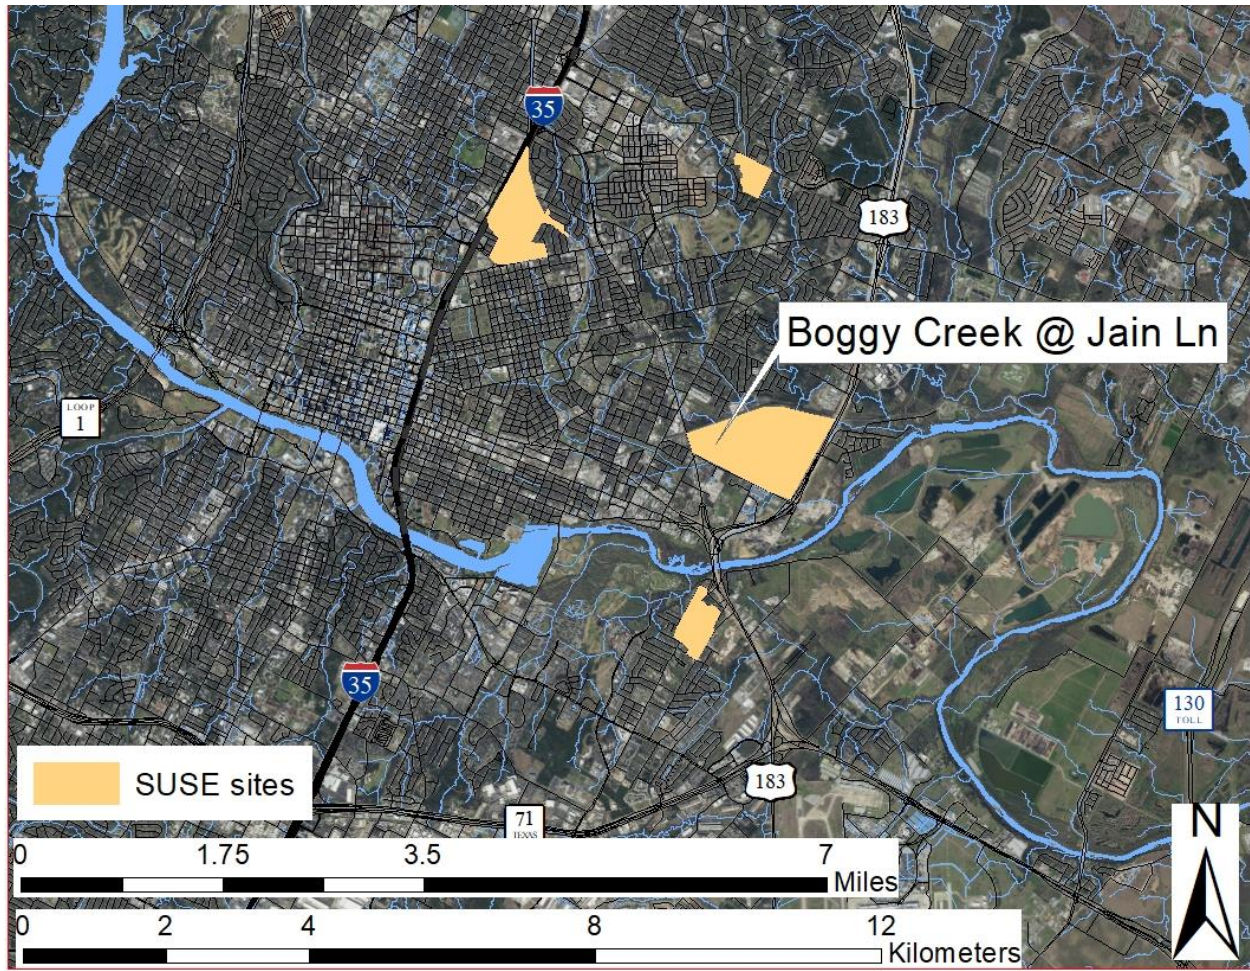 35
183
Boggy Creek @ Jain Ln
LOOP
1
35
130
TOLL
SUSE sites
183
71
TEXAS
N
0 1.75 3.5 7
Miles
0 2 4 8 12
Kilometers